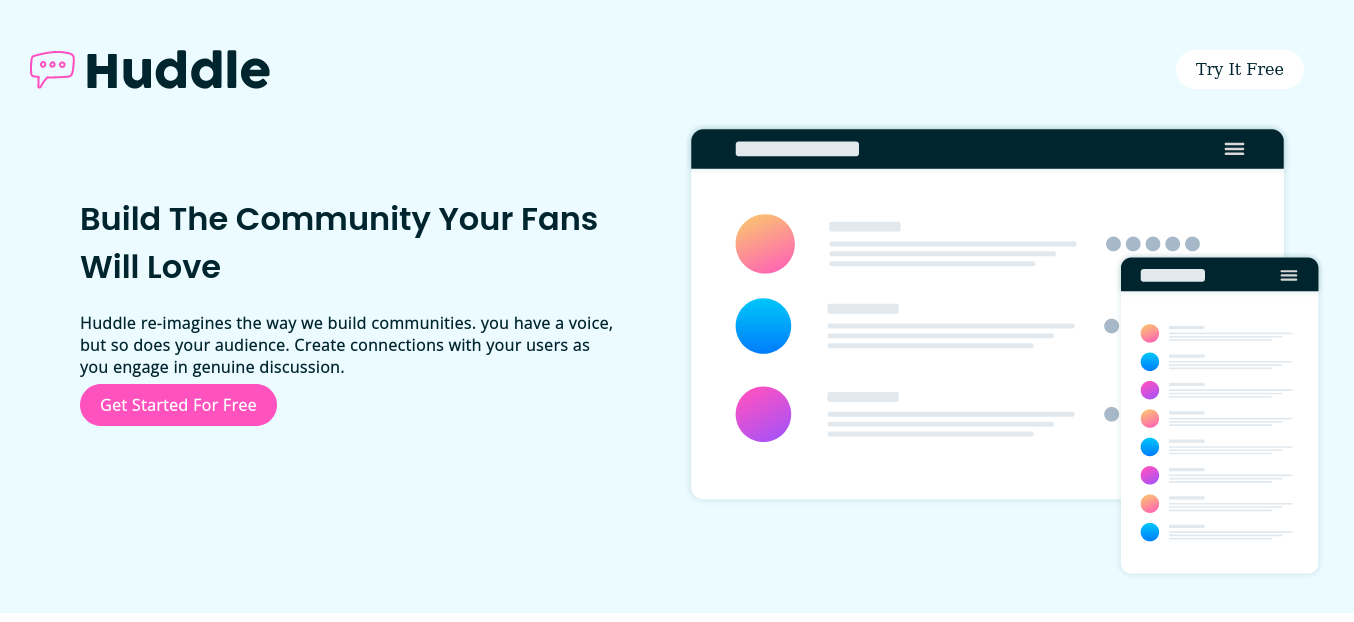 Huddle
Try It Free
Build The Community Your Fans
Will Love
Huddle re-imagines the way we build communities. you have a voice,
but so does your audience. Create connections with your users as
you engage in genuine discussion.
Get Started For Free